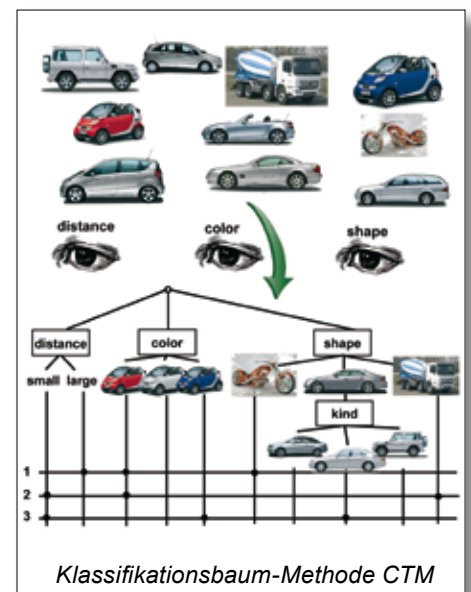 distance color shape
distance color shape
small large
kind
1
2
3
Klassifikationsbaum-Methode CTM